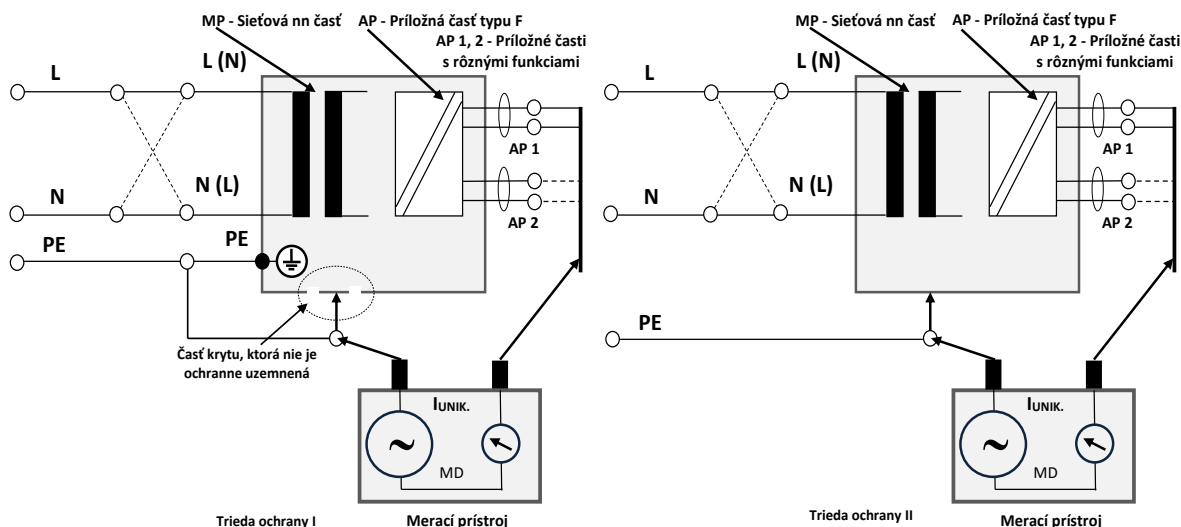 MP - Sieťová nn časť
AP - Príložná časť typu F
AP 1, 2 - Príložné časti
s rôznými funkciami
L
L (N)
N
N (L)
PE
PE
AP 1
AP 2
Časť krytu, ktorá nie je
ochranne uzemnená
IUNIK.
~
MD
Trieda ochrany I
Merací prístroj
MP - Sieťová nn časť
AP - Príložná časť typu F
AP 1, 2 - Príložné časti
s rôznými funkciami
L
L (N)
N
N (L)
AP 1
AP 2
PE
IUNIK.
~
MD
Trieda ochrany II
Merací prístroj